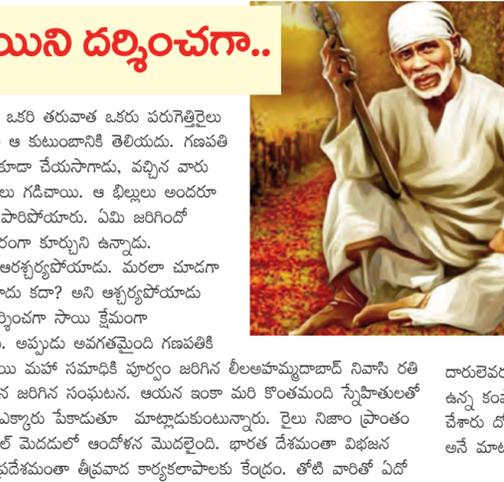 యిని దర్శించగా..
ఒకరి తరువాత ఒకరు పరుగెత్తిరైలు
ఆ కుటుంబానికి తెలియదు. గణపతి
కూడా చేయసాగాడు, వచ్చిన వారు
లు గడిచాయి. ఆ భిల్లులు అందరూ
పారిపోయారు. ఏమి జరిగిందో
రంగా కూర్చుని ఉన్నాడు.
ఆరశ్చర్యపోయాడు. మరలా చూడగా
కాదు కదా? అని ఆశ్చర్యపోయాడు
ర్శించగా సాయి క్షేమంగా
. అప్పుడు అవగతమైంది గణపతికి
యి మహా సమాధికి పూర్వం జరిగిన లీలఅహమ్మదాబాద్ నివాసి రతి
న జరిగిన సంఘటన. ఆయన ఇంకా మరి కొంతమంది స్నేహితులతో
ఎక్కారు పేకాడుతూ మాట్లాడుకుంటున్నారు. రైలు నిజాం ప్రాంతం
ల్ మెదడులో ఆందోళన మొదలైంది. భారత దేశమంతా విభజన
ప్రదేశమంతా తీవ్రవాద కార్యకలాపాలకు కేంద్రం. తోటి వారితో ఏదో
దారులెవర
ఉన్న కంప
చేశారు దో
అనే మాట